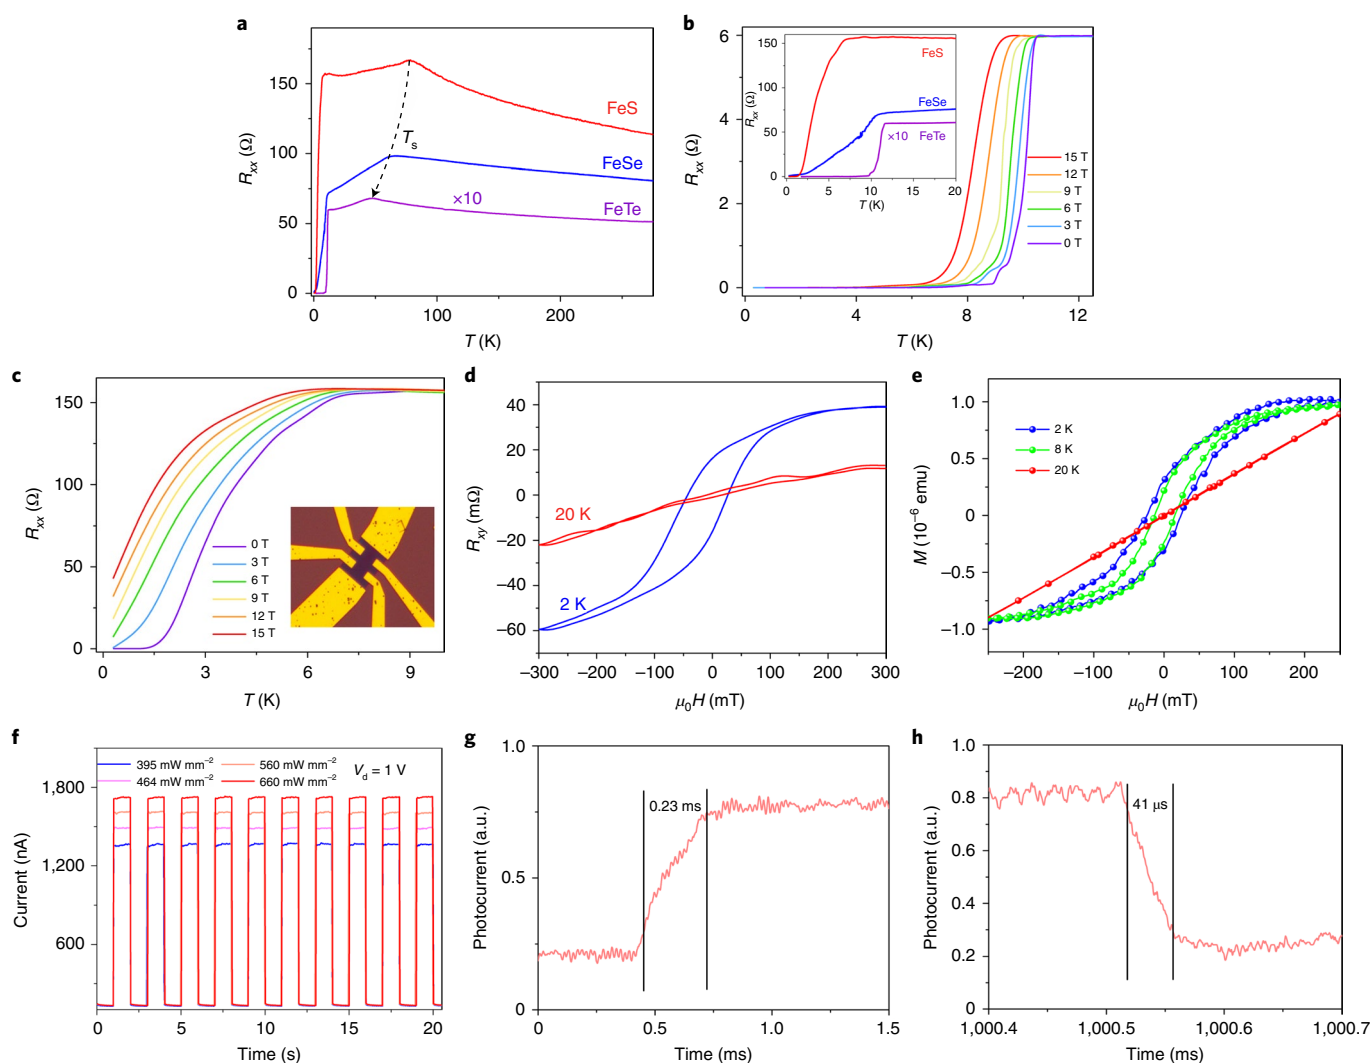 a
R_xx (Ω)
150
100
50
0
FeS
T_s
FeSe
×10
FeTe
0
100
200
T (K)
b
R_xx (Ω)
6
4
2
0
R_xx (Ω)
150
100
50
0
FeS
FeSe
×10 FeTe
0
5
10
15
20
T (K)
15 T
12 T
9 T
6 T
3 T
0 T
4
8
12
T (K)
c
R_xx (Ω)
150
100
50
0
0 T
3 T
6 T
9 T
12 T
15 T
0
3
6
9
T (K)
d
R_xy (mΩ)
40
20
0
−20
−40
−60
20 K
2 K
−300
−200
−100
0
100
200
300
μ₀H (mT)
e
M (10⁻⁶ emu)
1.0
0.5
0
−0.5
−1.0
2 K
8 K
20 K
−200
−100
0
100
200
μ₀H (mT)
f
Current (nA)
1,800
1,200
600
395 mW mm⁻²
560 mW mm⁻²
V_d = 1 V
464 mW mm⁻²
660 mW mm⁻²
0
5
10
15
20
Time (s)
g
Photocurrent (a.u.)
1.0
0.5
0
0.23 ms
0
0.5
1.0
1.5
Time (ms)
h
Photocurrent (a.u.)
1.0
0.8
0.6
0.4
0.2
0
41 μs
1,000.4
1,000.5
1,000.6
1,000.7
Time (ms)